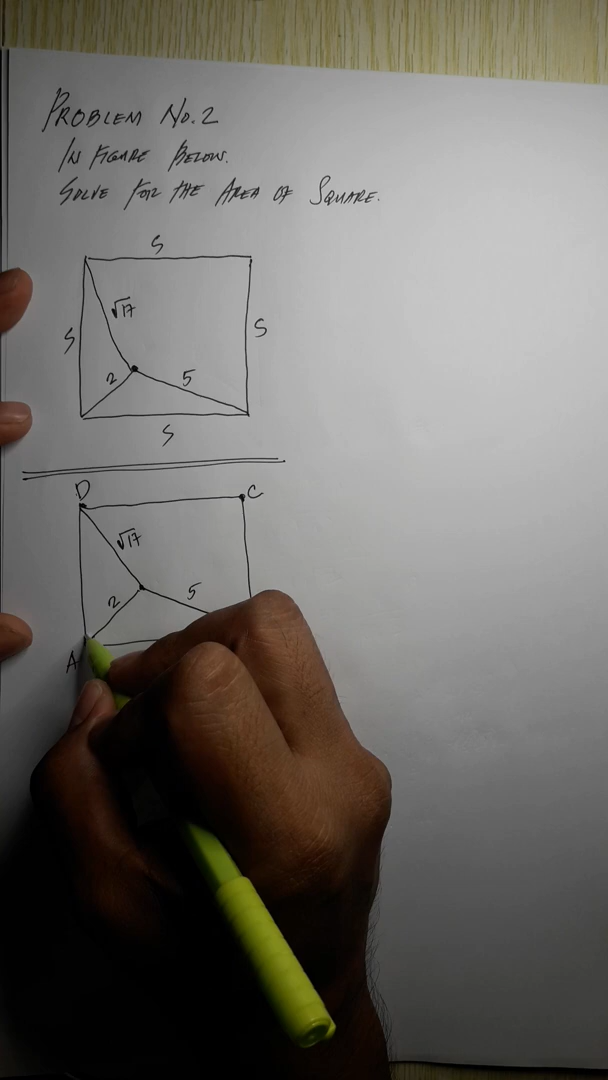 PROBLEM NO.2
IN FIGURE BELOW.
SOLVE FOR THE AREA OF SQUARE.
S
√17
S
S
2
5
S
D
C
√17
2
5
A